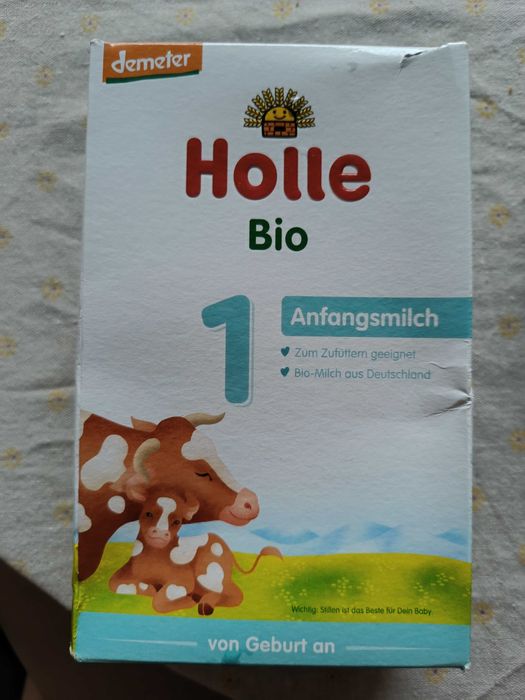 demeter
Holle
Bio
1
Anfangsmilch
Zum Zufüttern geeignet
Bio-Milch aus Deutschland
Wichtig: Stillen ist das Beste für Dein Baby.
von Geburt an